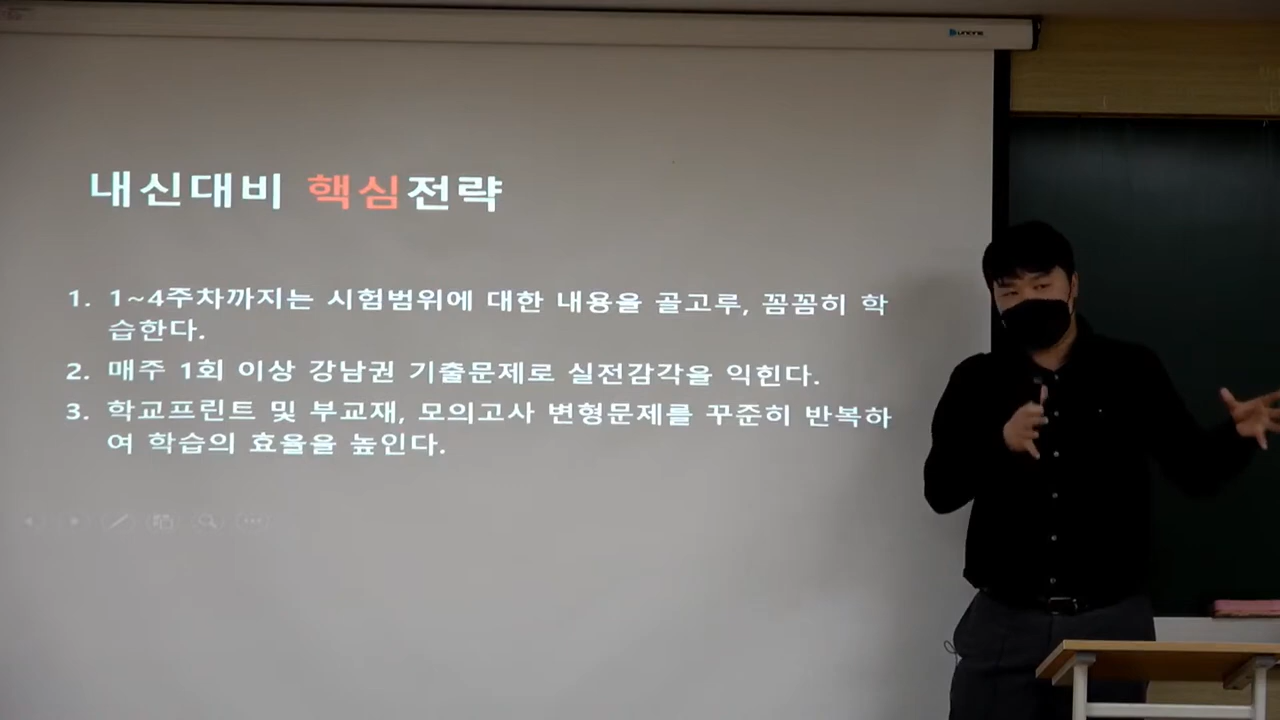 내신대비 핵심전략
1. 1~4주차까지는 시험범위에 대한 내용을 골고루, 꼼꼼히 학
습한다.
2. 매주 1회 이상 강남권 기출문제로 실전감각을 익힌다.
3. 학교프린트 및 부교재, 모의고사 변형문제를 꾸준히 반복하
여 학습의 효율을 높인다.